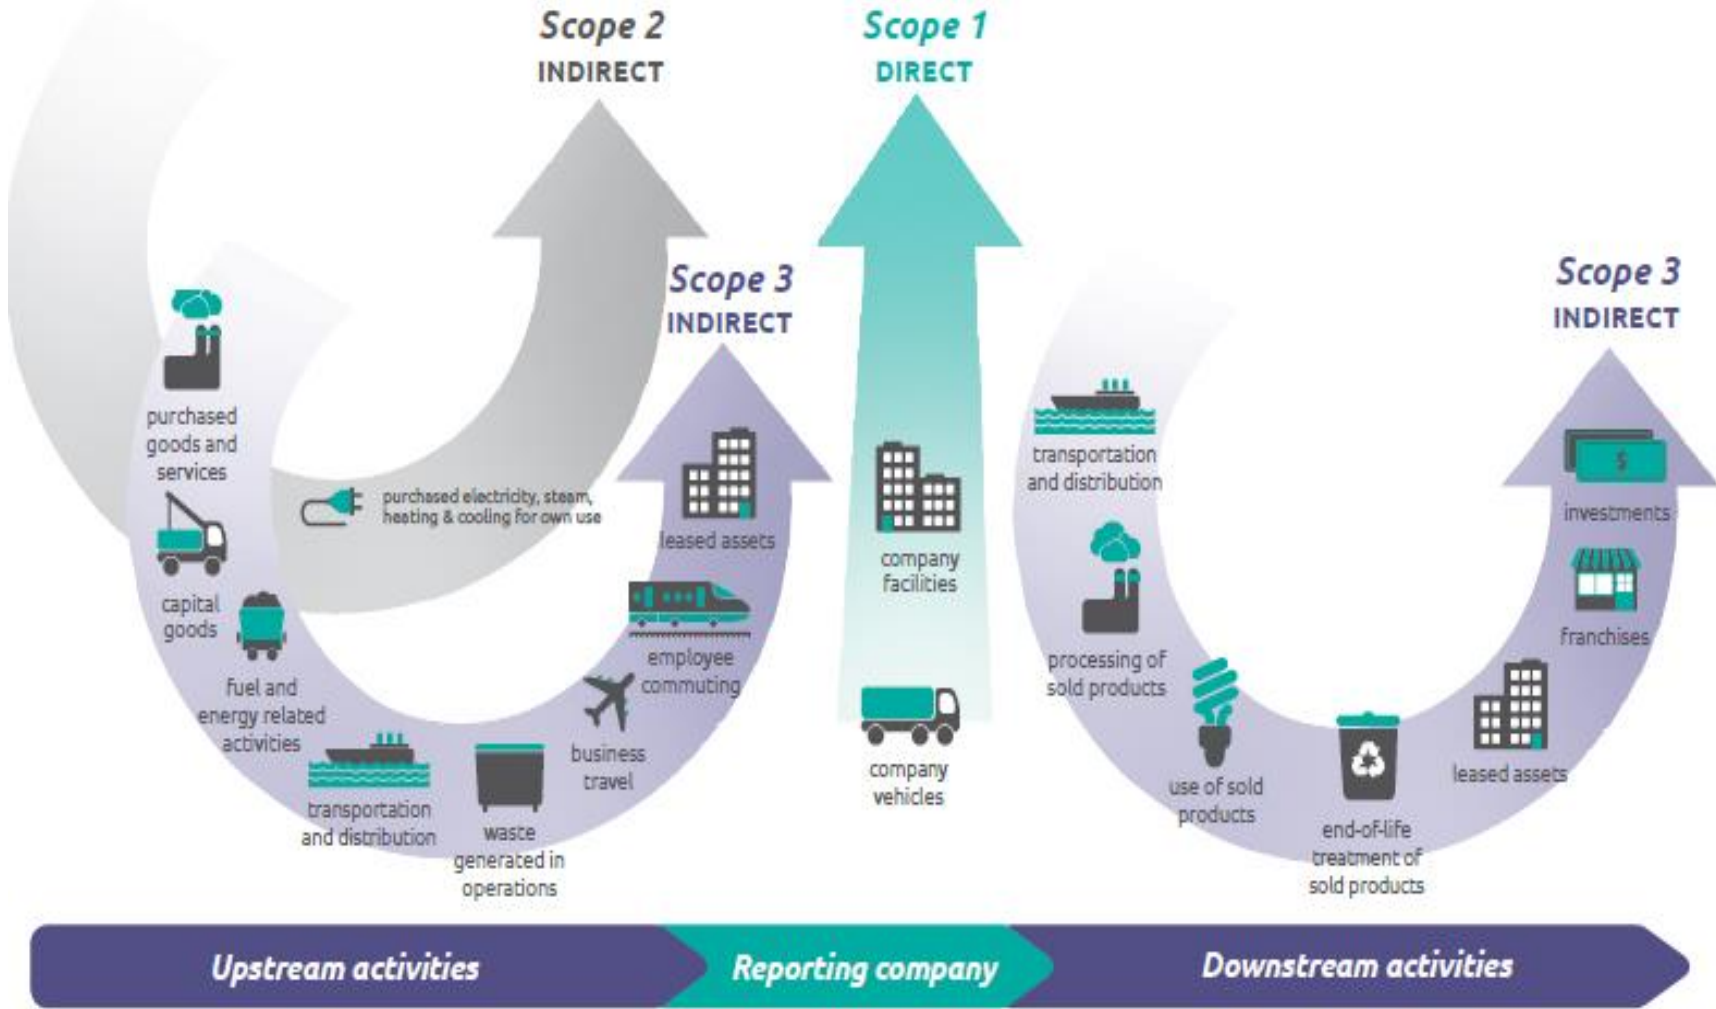 Scope 2
INDIRECT
Scope 1
DIRECT
Scope 3
INDIRECT
Scope 3
INDIRECT
purchased
goods and
services
capital
goods
fuel and
energy related
activities
transportation
and distribution
waste
generated in
operations
business
travel
employee
commuting
leased assets
purchased electricity, steam,
heating & cooling for own use
company
facilities
company
vehicles
transportation
and distribution
processing of
sold products
use of sold
products
end-of-life
treatment of
sold products
leased assets
franchises
investments
$
Upstream activities
Reporting company
Downstream activities